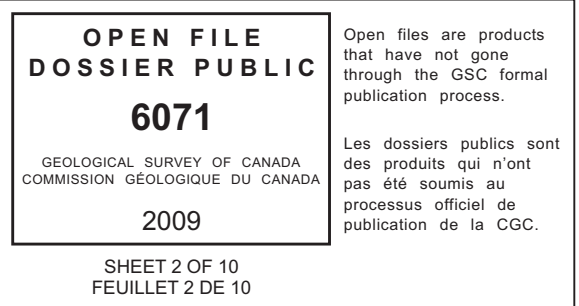 OPEN FILE
DOSSIER PUBLIC
6071
GEOLOGICAL SURVEY OF CANADA
COMMISSION GÉOLOGIQUE DU CANADA
2009
SHEET 2 OF 10
FEUILLET 2 DE 10
Open files are products
that have not gone
through the GSC formal
publication process.
Les dossiers publics sont
des produits qui n'ont
pas été soumis au
processus officiel de
publication de la CGC.